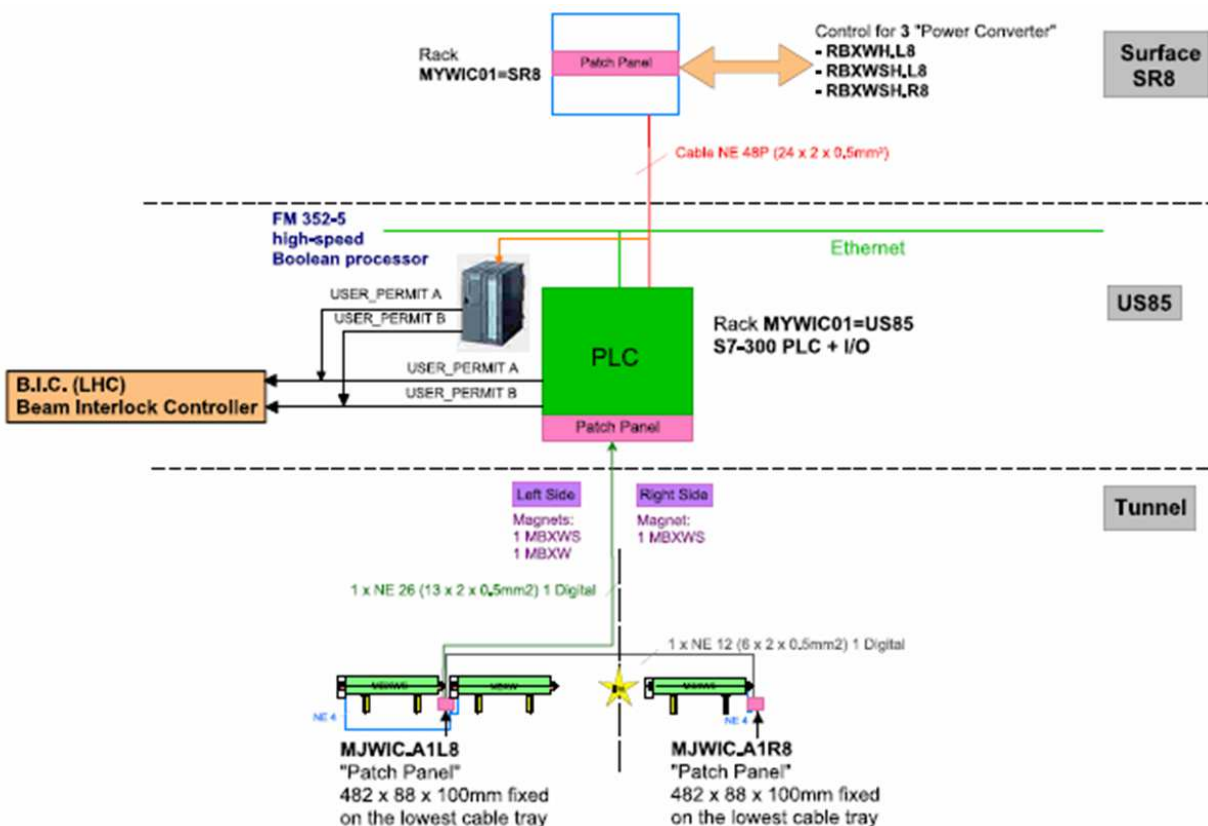 Rack
MYWIC01=SR8
Patch Panel
Control for 3 "Power Converter"
- RBXWH.L8
- RBXWSH.L8
- RBXWSH.R8
Surface
SR8
Cable NE 48P (24 x 2 x 0.5mm²)
FM 352-5
high-speed
Boolean processor
Ethernet
USER_PERMIT A
USER_PERMIT B
US85
Rack MYWIC01=US85
S7-300 PLC + I/O
PLC
USER_PERMIT A
USER_PERMIT B
B.I.C. (LHC)
Beam Interlock Controller
Patch Panel
Left Side
Right Side
Tunnel
Magnets:
1 MBXWS
1 MBXW
Magnet:
1 MBXWS
1 x NE 26 (13 x 2 x 0.5mm2) 1 Digital
1 x NE 12 (6 x 2 x 0.5mm2) 1 Digital
MBXWS
MBXW
MBXWS
NE 4
NE 4
MJWIC.A1L8
"Patch Panel"
482 x 88 x 100mm fixed
on the lowest cable tray
MJWIC.A1R8
"Patch Panel"
482 x 88 x 100mm fixed
on the lowest cable tray